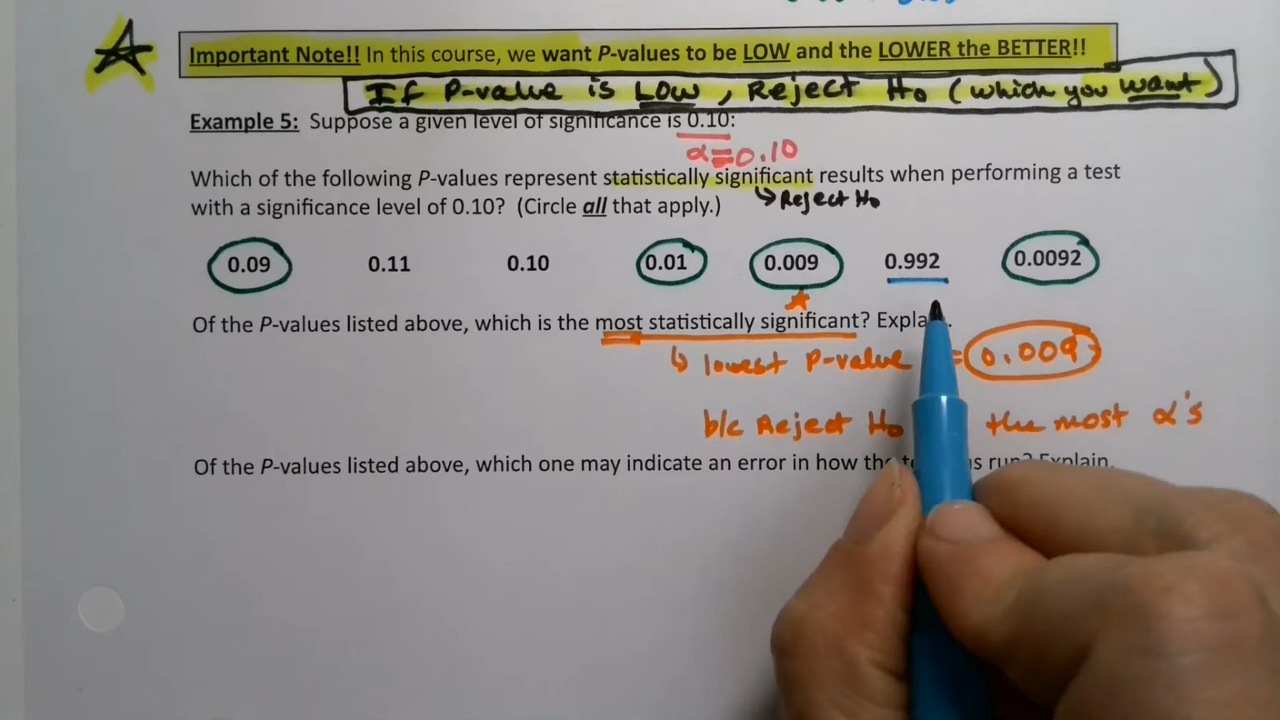 Important Note!! In this course, we want P-values to be LOW and the LOWER the BETTER!!
If P-value is Low, Reject Ho (which you want)
Example 5: Suppose a given level of significance is 0.10:
α=0.10
Which of the following P-values represent statistically significant results when performing a test
with a significance level of 0.10? (Circle all that apply.)
↳Reject Ho
0.09 0.11 0.10 0.01 0.009 0.992 0.0092
Of the P-values listed above, which is the most statistically significant?
↳ lowest P-value = 0.009
b/c Reject Ho the most α's
Of the P-values listed above, which one may indicate an error in how the run? Explain.